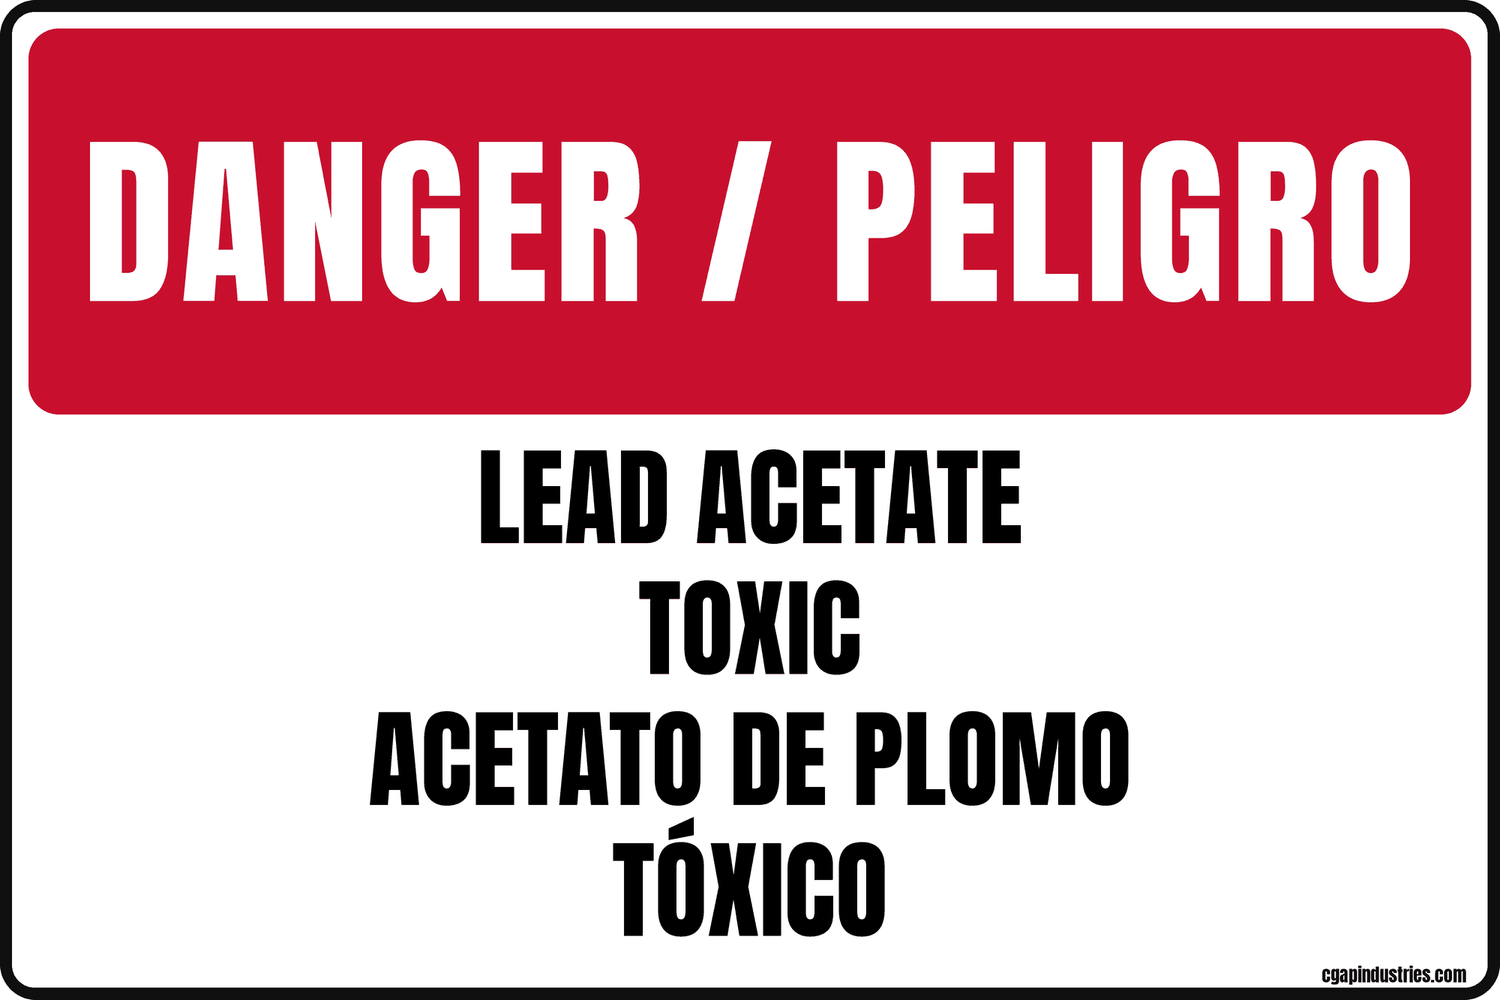 DANGER / PELIGRO
LEAD ACETATE
TOXIC
ACETATO DE PLOMO
TÓXICO
cgapindustries.com